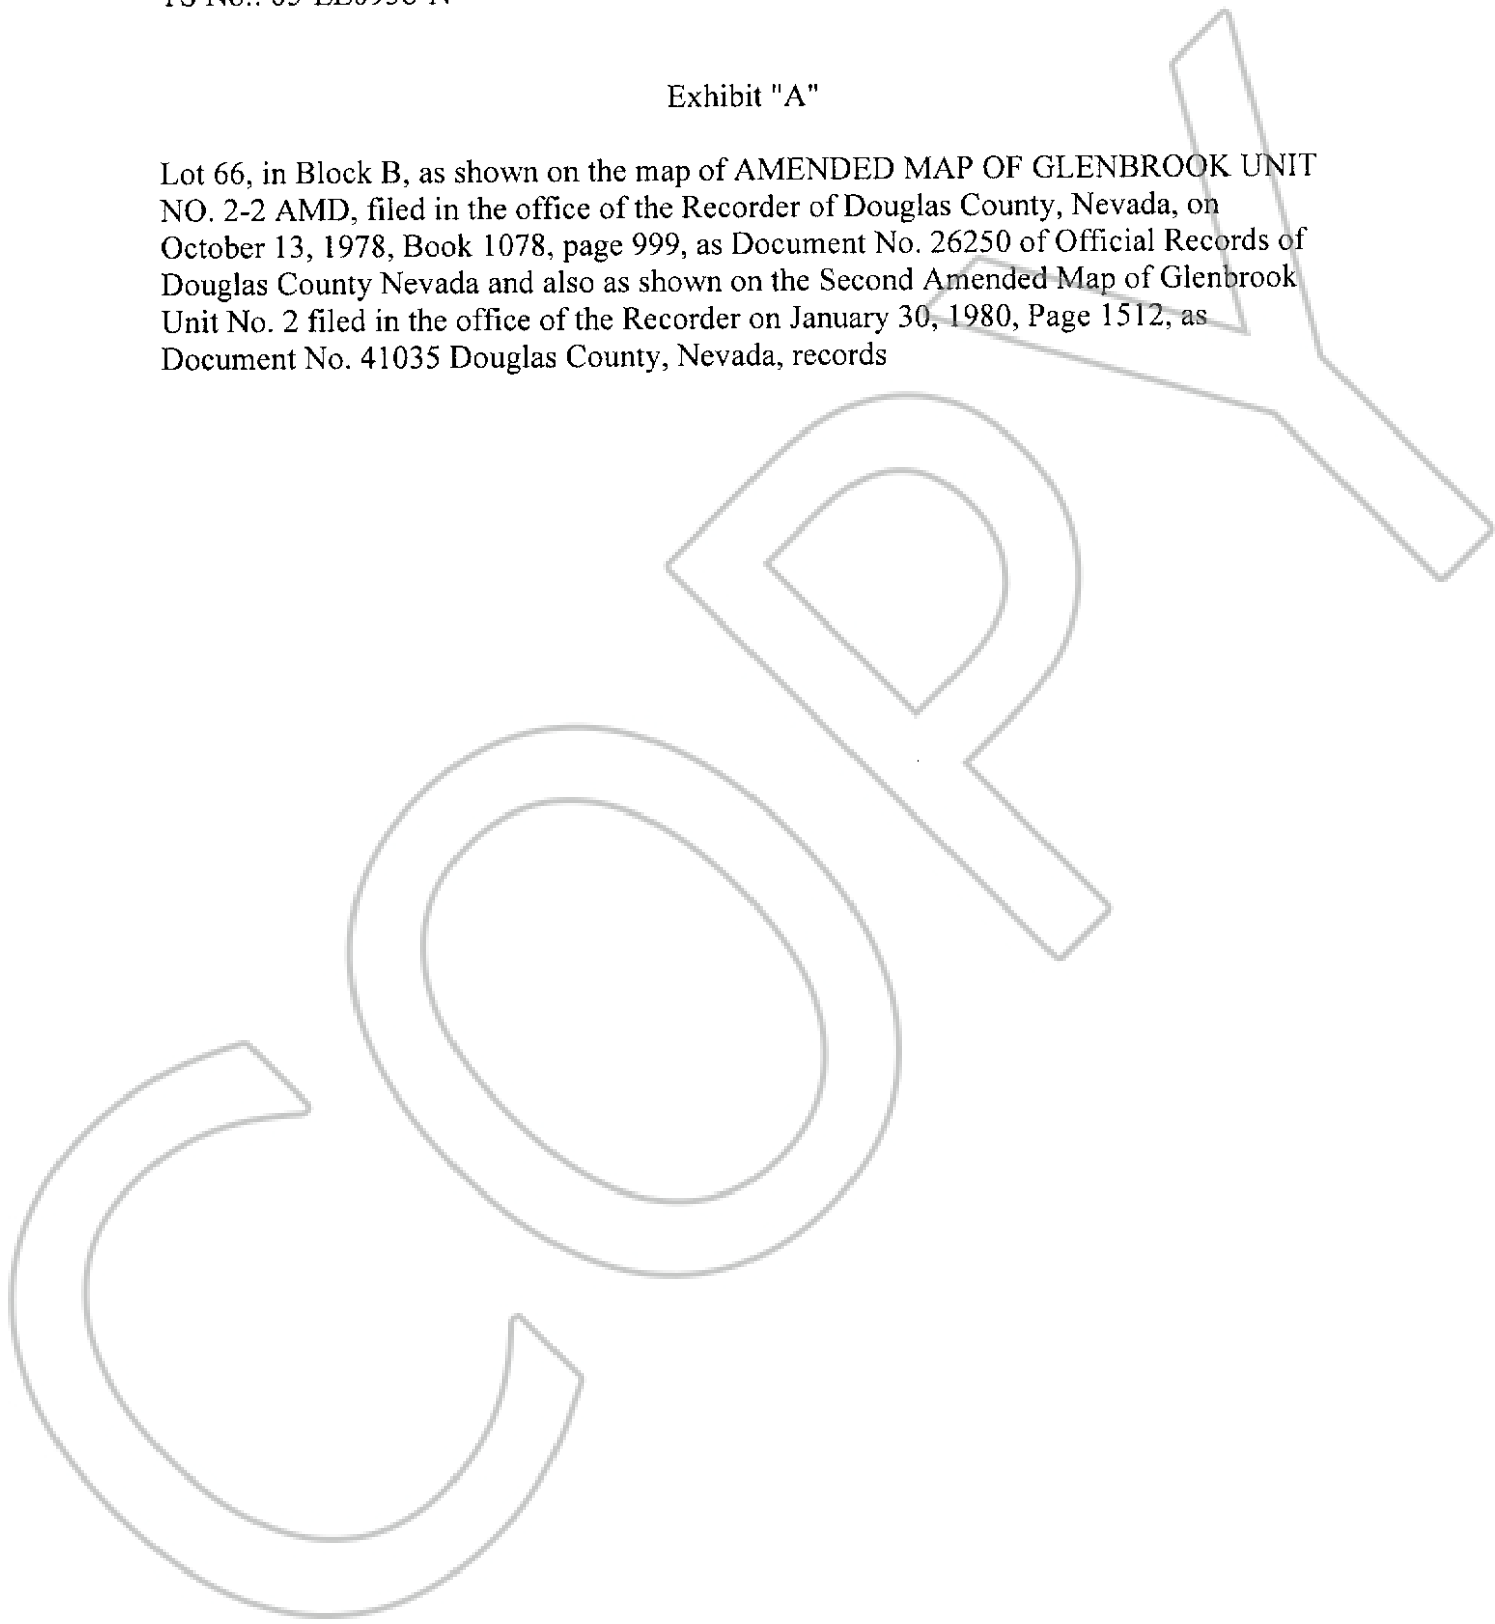 Exhibit "A"
Lot 66, in Block B, as shown on the map of AMENDED MAP OF GLENBROOK UNIT
NO. 2-2 AMD, filed in the office of the Recorder of Douglas County, Nevada, on
October 13, 1978, Book 1078, page 999, as Document No. 26250 of Official Records of
Douglas County Nevada and also as shown on the Second Amended Map of Glenbrook
Unit No. 2 filed in the office of the Recorder on January 30, 1980, Page 1512, as
Document No. 41035 Douglas County, Nevada, records
COPY